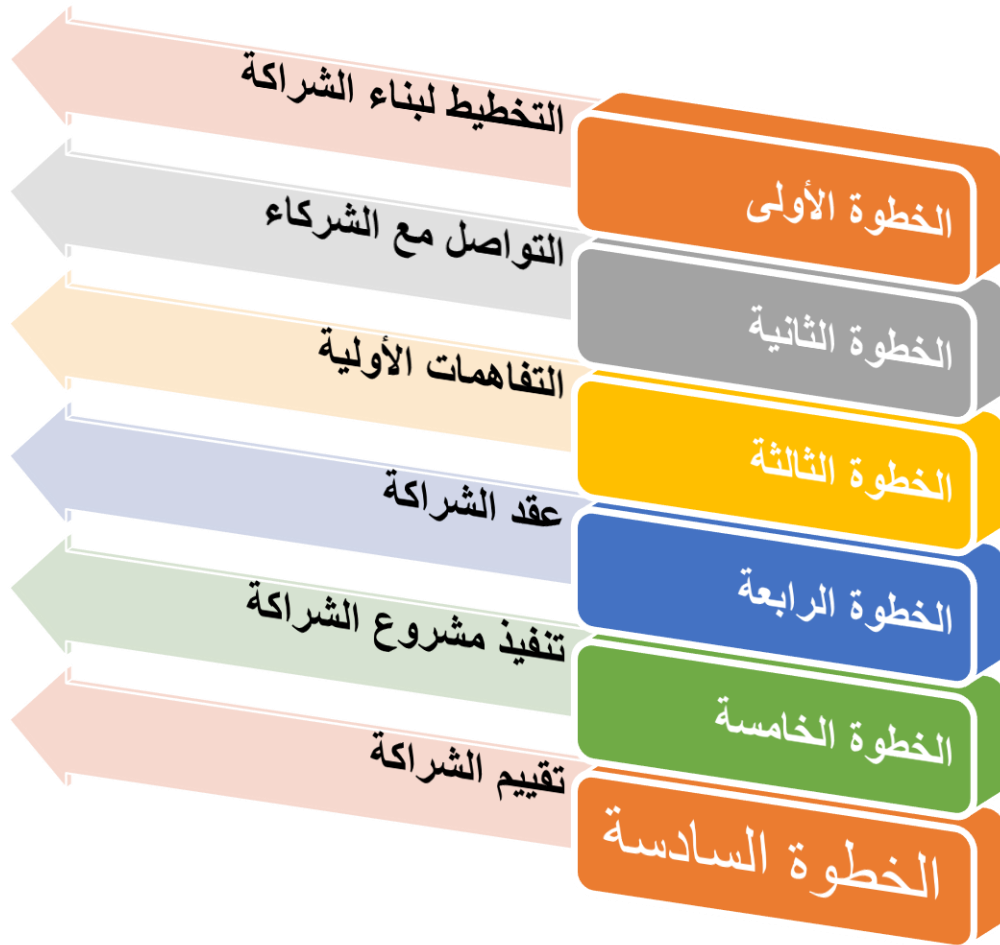 الخطوة الأولى
التخطيط لبناء الشراكة
الخطوة الثانية
التواصل مع الشركاء
الخطوة الثالثة
التفاهمات الأولية
الخطوة الرابعة
عقد الشراكة
الخطوة الخامسة
تنفيذ مشروع الشراكة
الخطوة السادسة
تقييم الشراكة